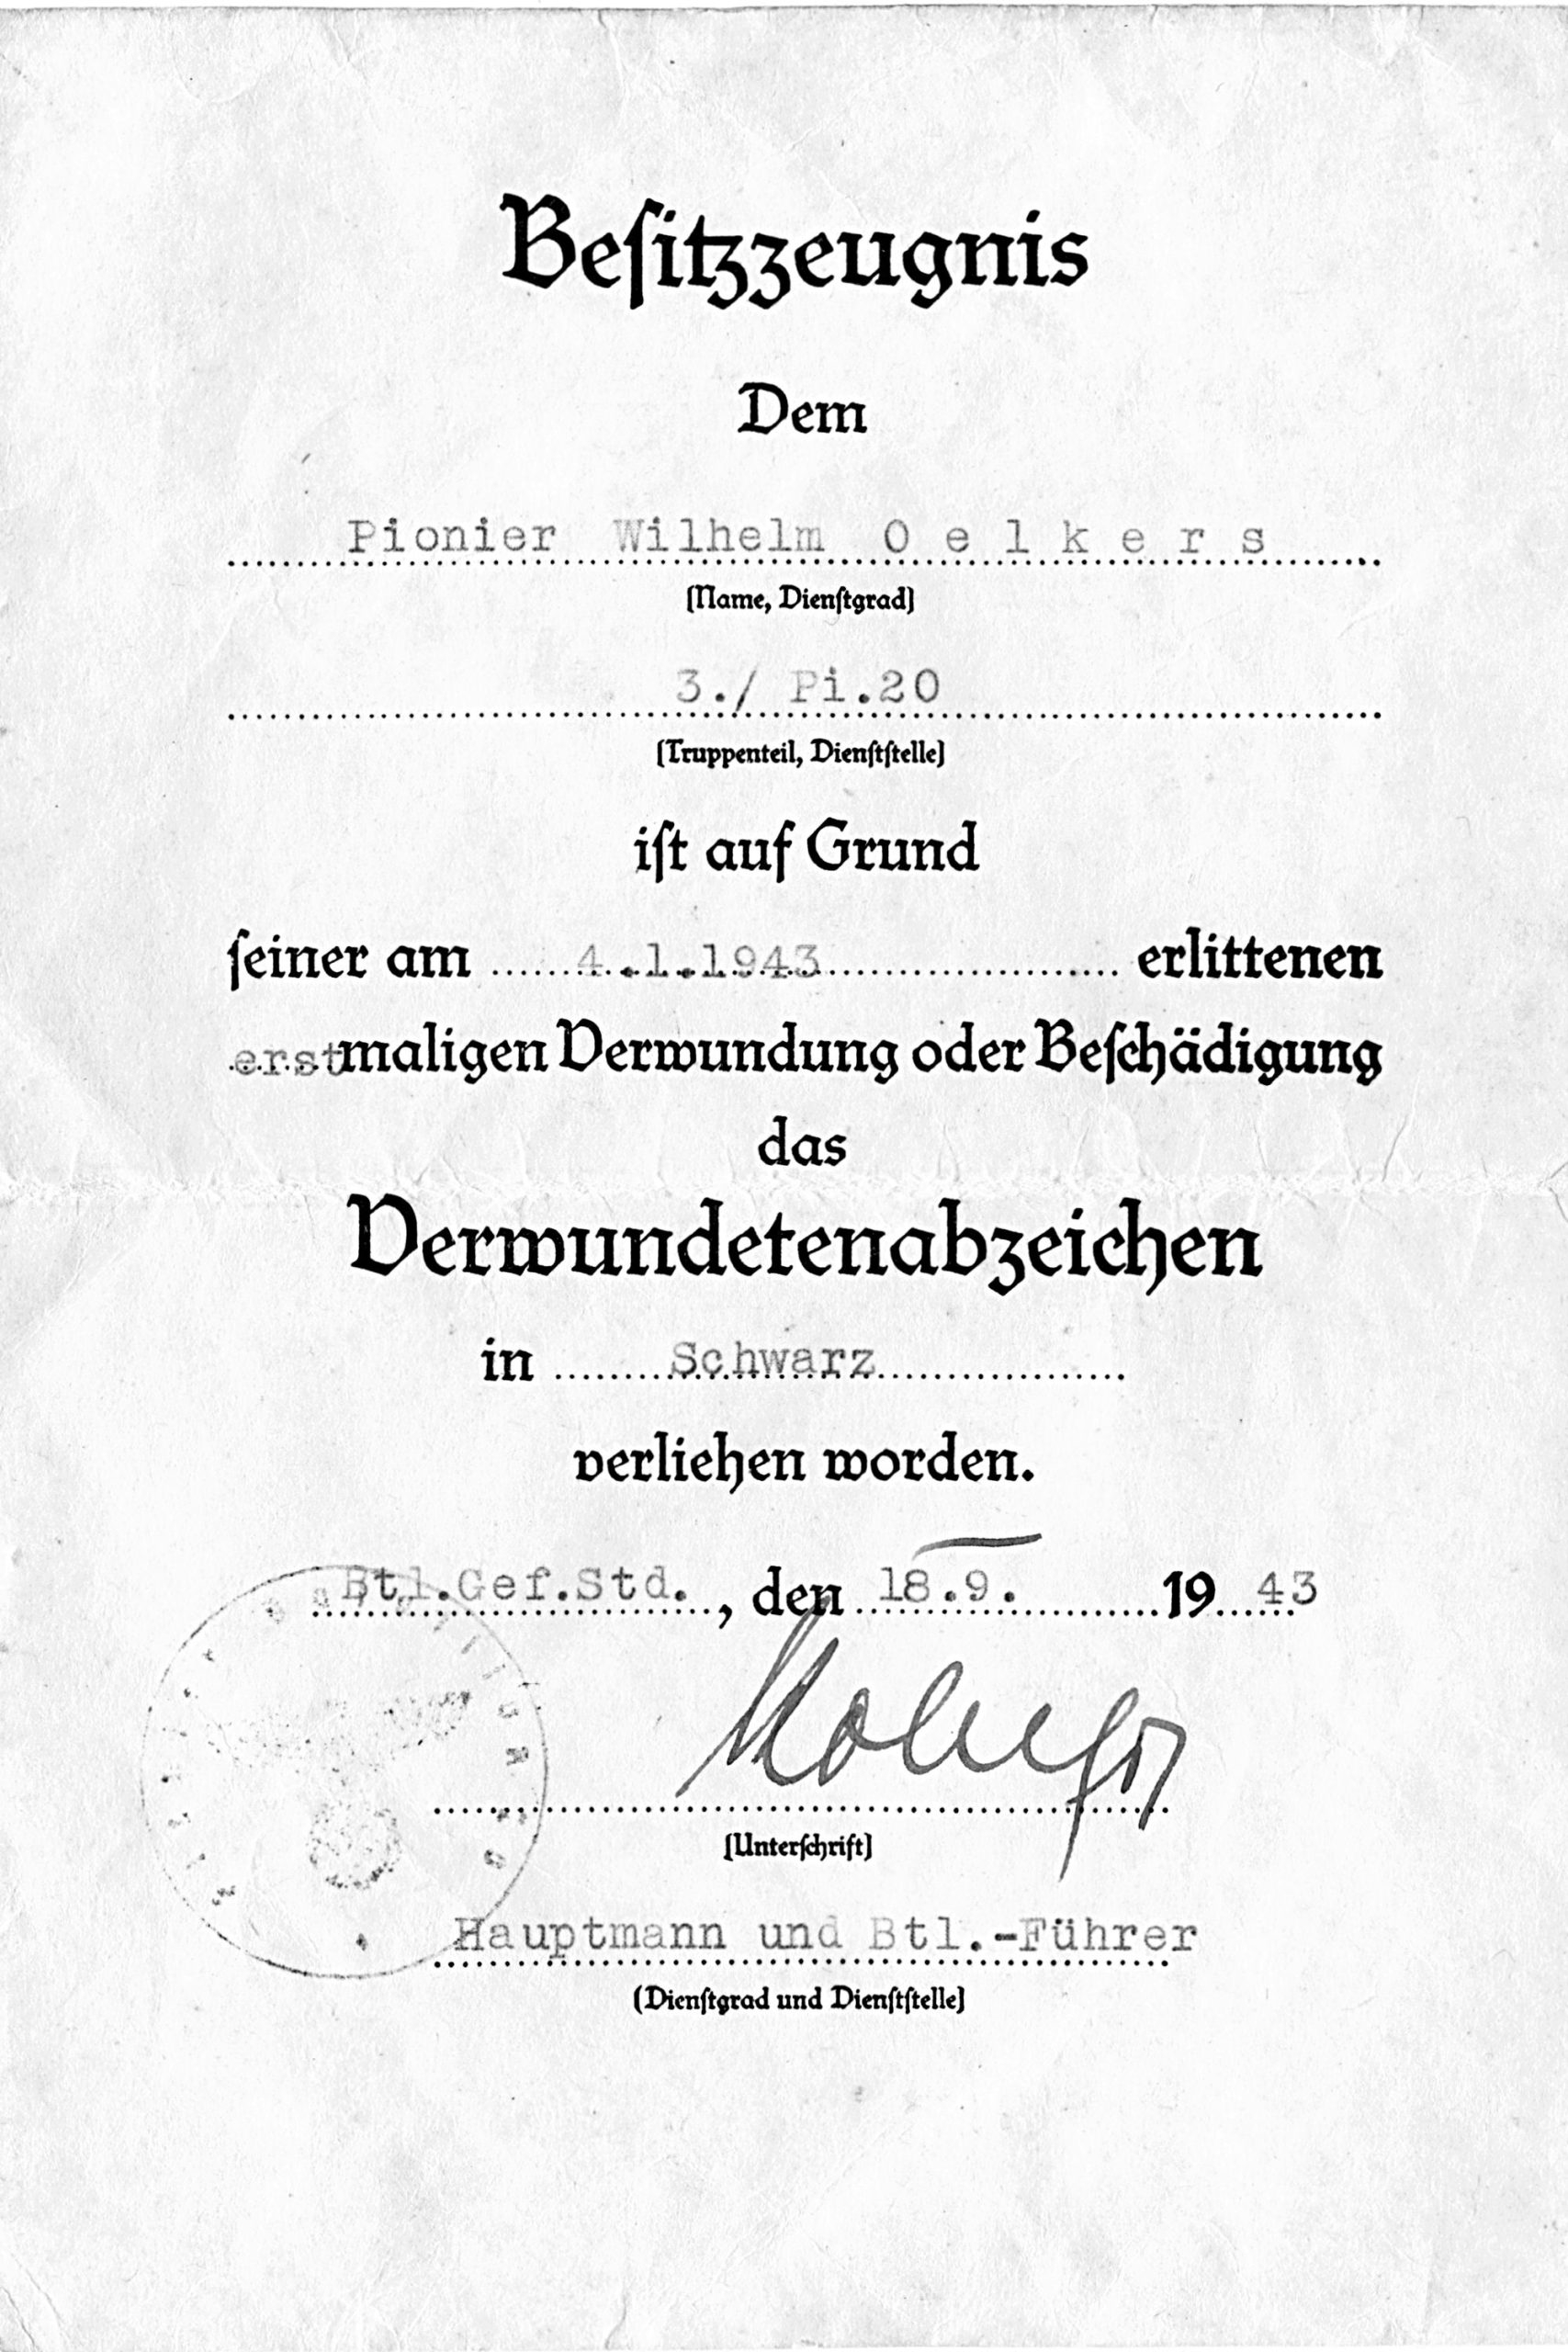 Besitzzeugnis
Dem
Pionier Wilhelm Oelkers
(Name, Dienstgrad)
3./ Pi.20
(Truppenteil, Dienststelle)
ist auf Grund
seiner am 4.1.1943 erlittenen
erstmaligen Verwundung oder Beschädigung
das
Verwundetenabzeichen
in Schwarz
verliehen worden.
Btl.Gef.Std., den 18.9. 19 43
(Unterschrift)
Hauptmann und Btl.-Führer
(Dienstgrad und Dienststelle)